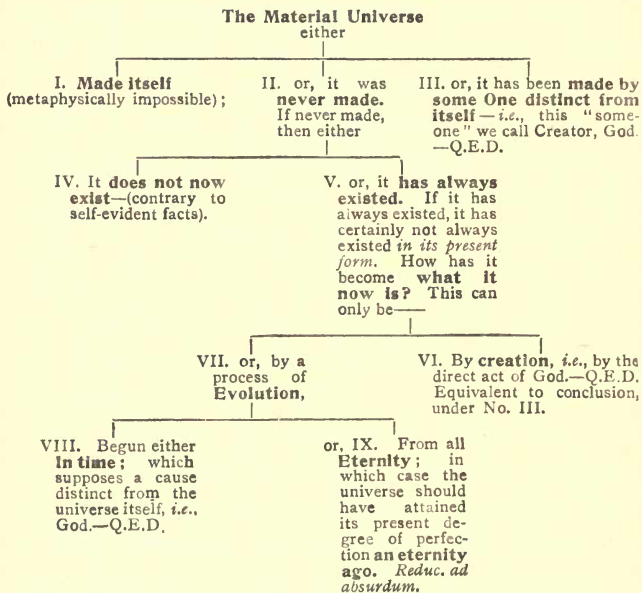 The Material Universe
either
I. Made itself
(metaphysically impossible);
II. or, it was
never made.
If never made,
then either
III. or, it has been made by
some One distinct from
itself—i.e., this "some-
one" we call Creator, God.
—Q.E.D.
IV. It does not now
exist—(contrary to
self-evident facts).
V. or, it has always
existed. If it has
always existed, it has
certainly not always
existed in its present
form. How has it
become what it
now is? This can
only be——
VII. or, by a
process of
Evolution,
VI. By creation, i.e., by the
direct act of God.—Q.E.D.
Equivalent to conclusion,
under No. III.
VIII. Begun either
In time; which
supposes a cause
distinct from the
universe itself, i.e.,
God.—Q.E.D.
or, IX. From all
Eternity; in
which case the
universe should
have attained
its present de-
gree of perfec-
tion an eternity
ago. Reduc. ad
absurdum.